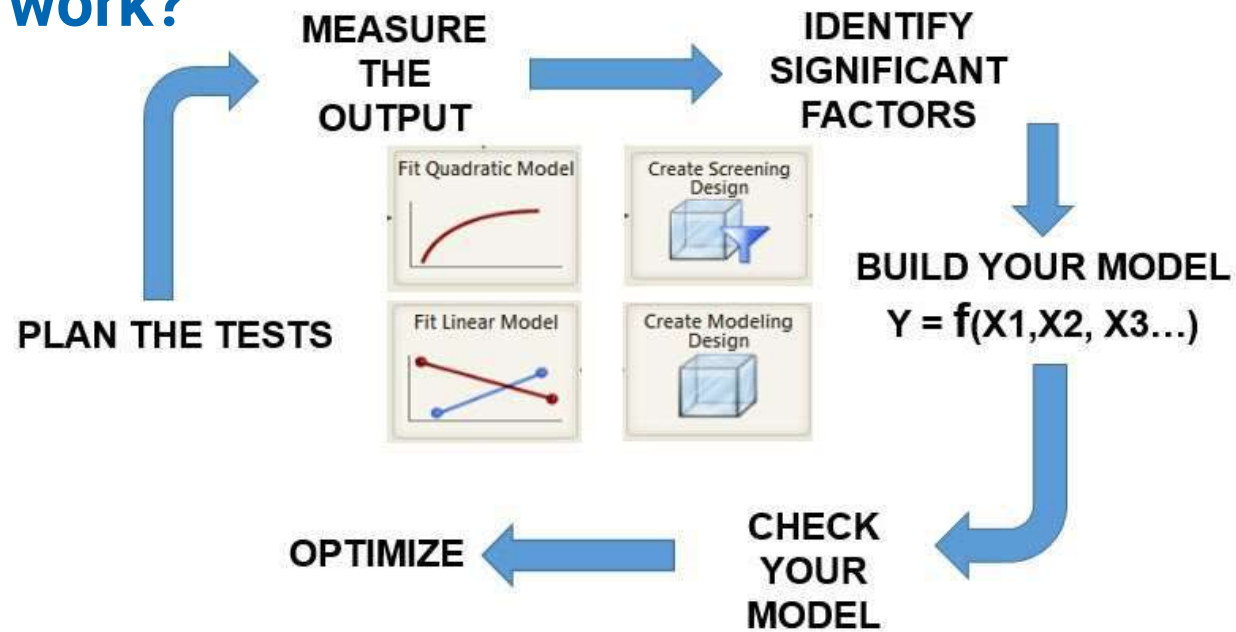 work?
MEASURE
THE
OUTPUT
IDENTIFY
SIGNIFICANT
FACTORS
Fit Quadratic Model
Create Screening
Design
BUILD YOUR MODEL
Y = f(X1,X2, X3...)
PLAN THE TESTS
Fit Linear Model
Create Modeling
Design
CHECK
YOUR
MODEL
OPTIMIZE